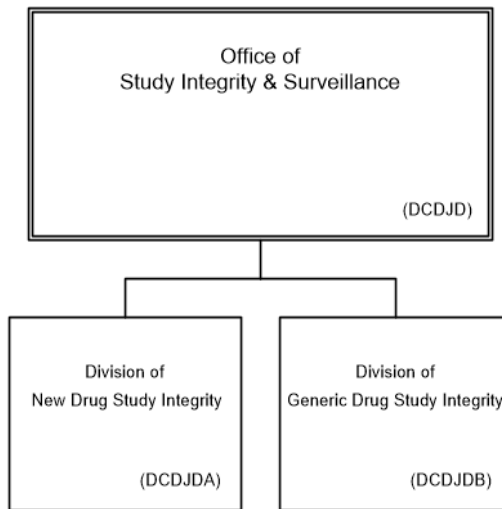 Office of
Study Integrity & Surveillance
(DCDJD)
Division of
New Drug Study Integrity
(DCDJDA)
Division of
Generic Drug Study Integrity
(DCDJDB)